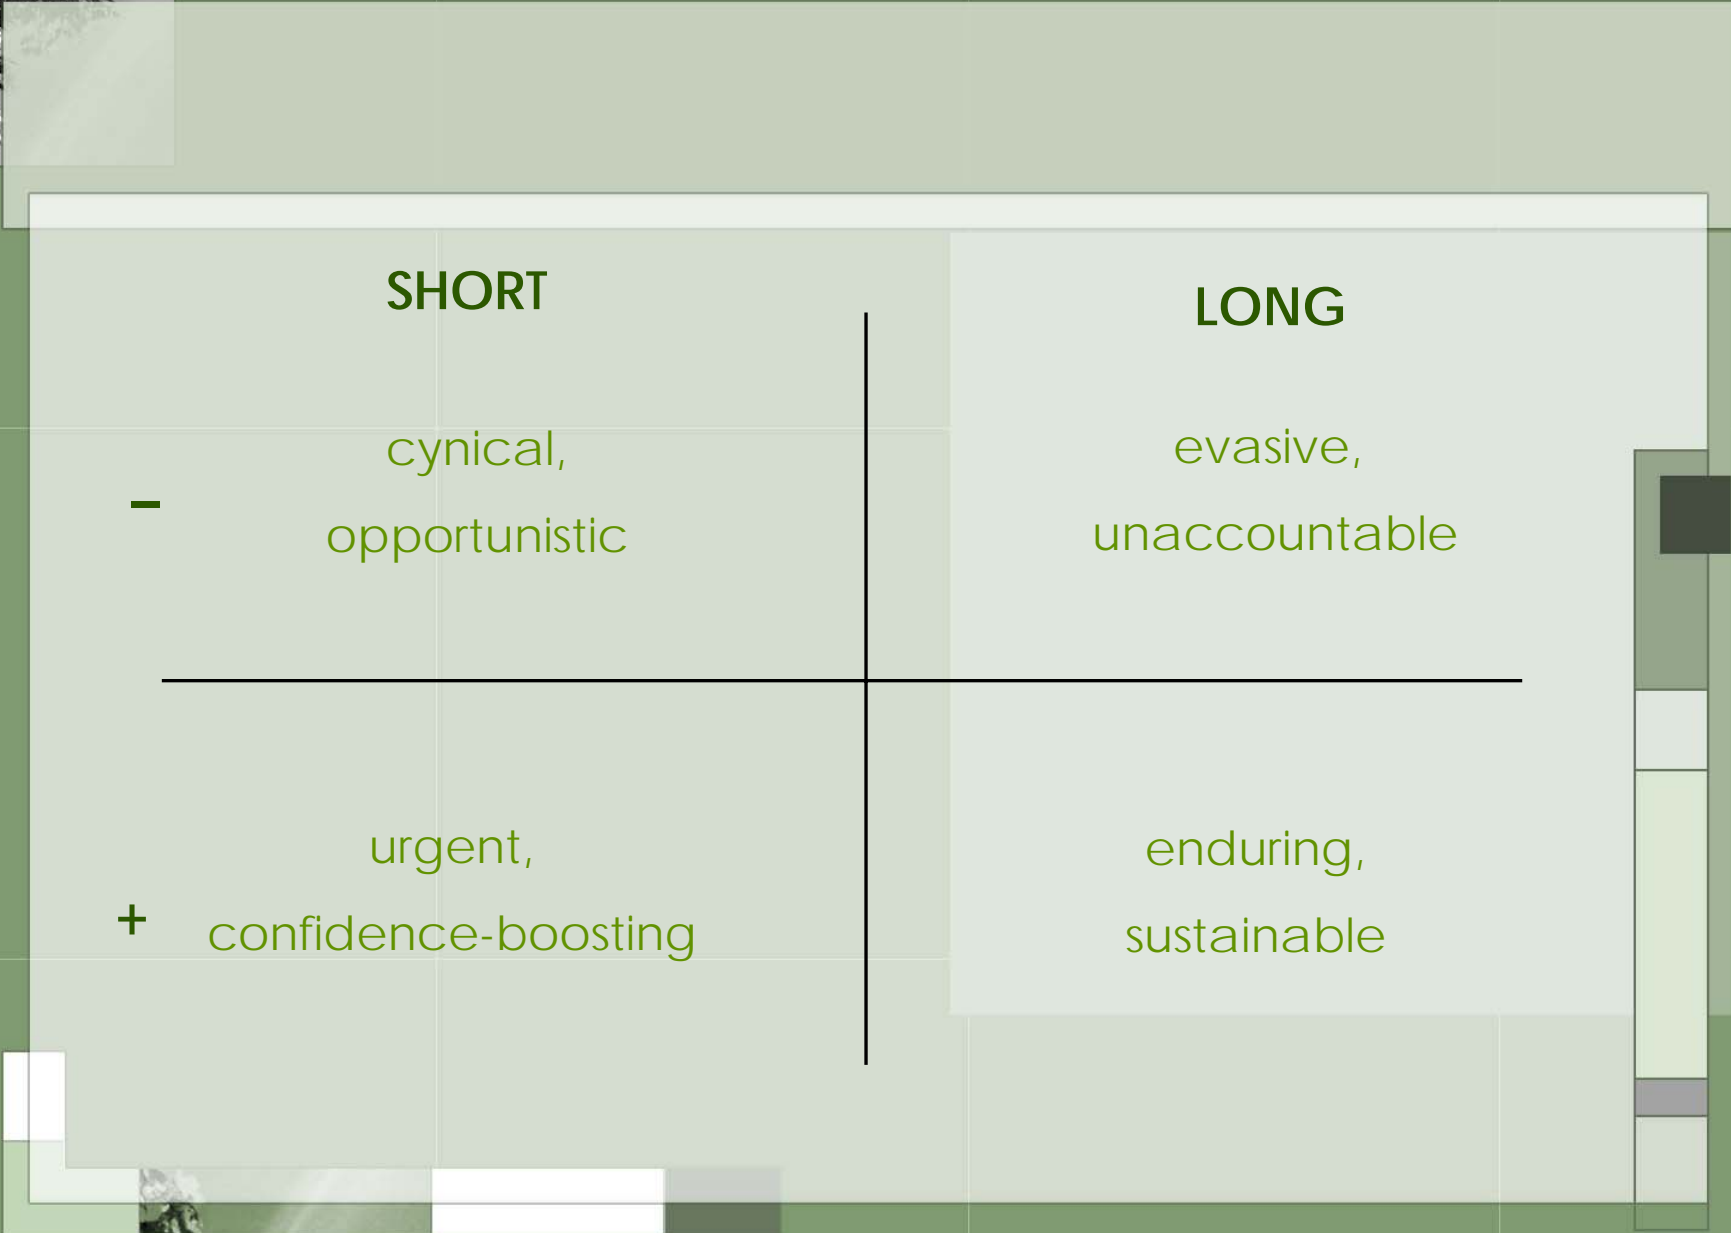 SHORT
LONG
cynical,
opportunistic
evasive,
unaccountable
–
urgent,
confidence-boosting
enduring,
sustainable
+